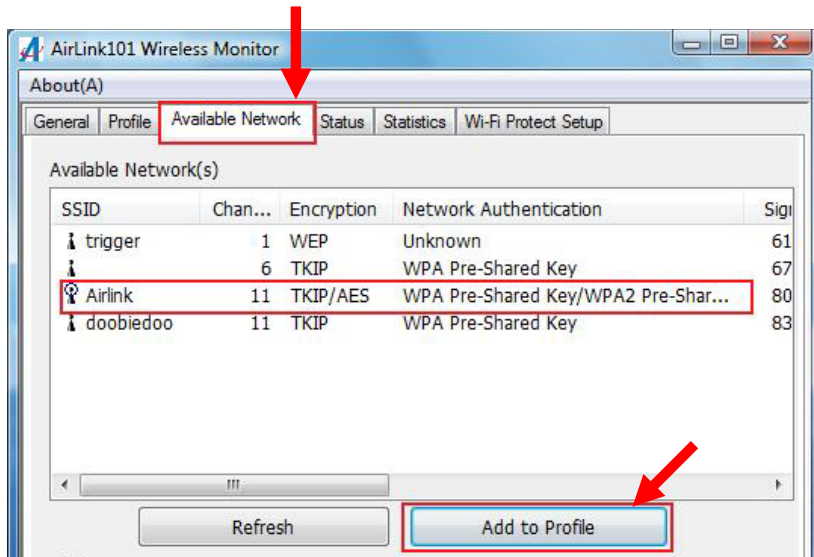 AirLink101 Wireless Monitor
About(A)
General Profile Available Network Status Statistics Wi-Fi Protect Setup
Available Network(s)
SSID Chan... Encryption Network Authentication Sig
trigger 1 WEP Unknown 61
6 TKIP WPA Pre-Shared Key 67
Airlink 11 TKIP/AES WPA Pre-Shared Key/WPA2 Pre-Shar... 80
doobiedoo 11 TKIP WPA Pre-Shared Key 83
Refresh Add to Profile